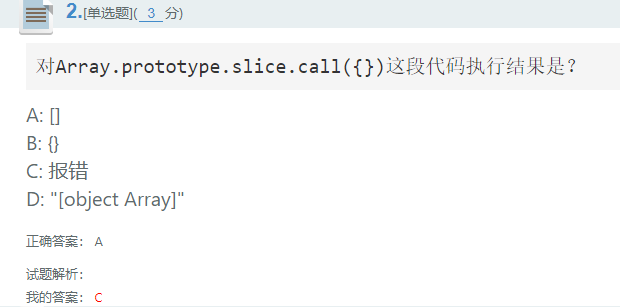 2.[单选题]( 3 分)
对Array.prototype.slice.call({})这段代码执行结果是?
A: []
B: {}
C: 报错
D: "[object Array]"
正确答案: A
试题解析:
我的答案: C